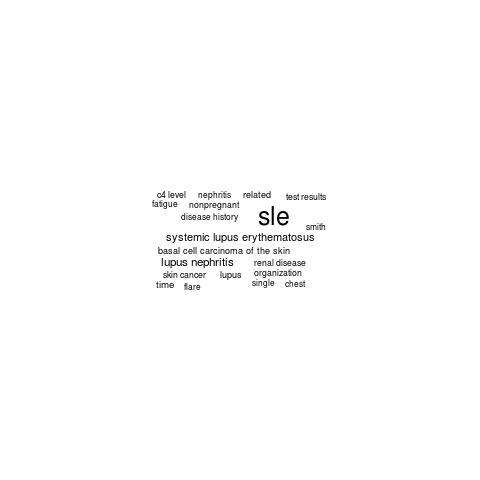 c4 level nephritis related test results
fatigue nonpregnant
disease history sle
smith
systemic lupus erythematosus
basal cell carcinoma of the skin
lupus nephritis renal disease
skin cancer lupus organization
time flare single chest